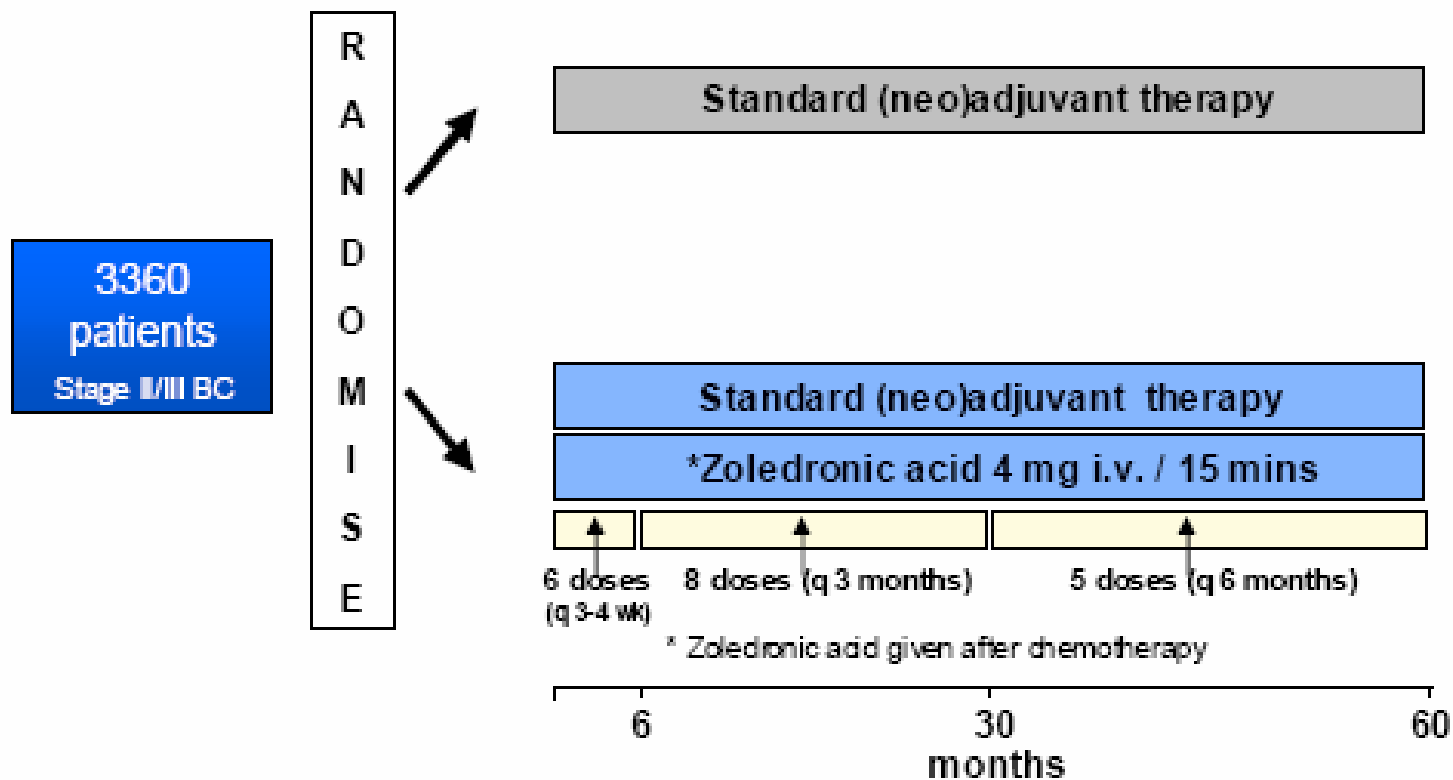 3360
patients
Stage II/III BC
R
A
N
D
O
M
I
S
E
Standard (neo)adjuvant therapy
Standard (neo)adjuvant therapy
*Zoledronic acid 4 mg i.v. / 15 mins
6 doses
(q 3-4 wk)
8 doses (q 3 months)
5 doses (q 6 months)
* Zoledronic acid given after chemotherapy
6
30
60
months